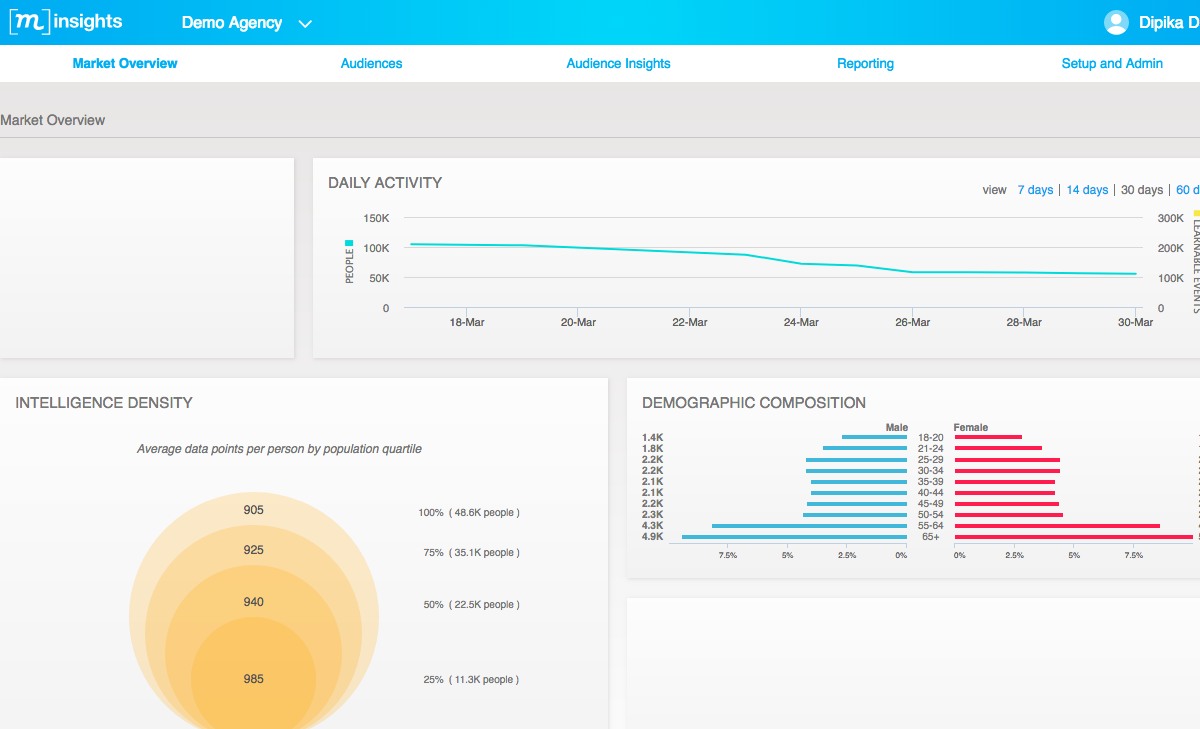 [m] insights
Demo Agency
Dipika D
Market Overview
Audiences
Audience Insights
Reporting
Setup and Admin
Market Overview
DAILY ACTIVITY
view 7 days | 14 days | 30 days | 60 d
150K
100K
50K
0
PEOPLE
300K
200K
100K
0
LEARNABLE EVENTS
18-Mar 20-Mar 22-Mar 24-Mar 26-Mar 28-Mar 30-Mar
INTELLIGENCE DENSITY
Average data points per person by population quartile
905 100% ( 48.6K people )
925 75% ( 35.1K people )
940 50% ( 22.5K people )
985 25% ( 11.3K people )
DEMOGRAPHIC COMPOSITION
Male Female
1.4K 18-20
1.8K 21-24
2.2K 25-29
2.2K 30-34
2.1K 35-39
2.1K 40-44
2.2K 45-49
2.3K 50-54
4.3K 55-64
4.9K 65+
7.5% 5% 2.5% 0% 0% 2.5% 5% 7.5%